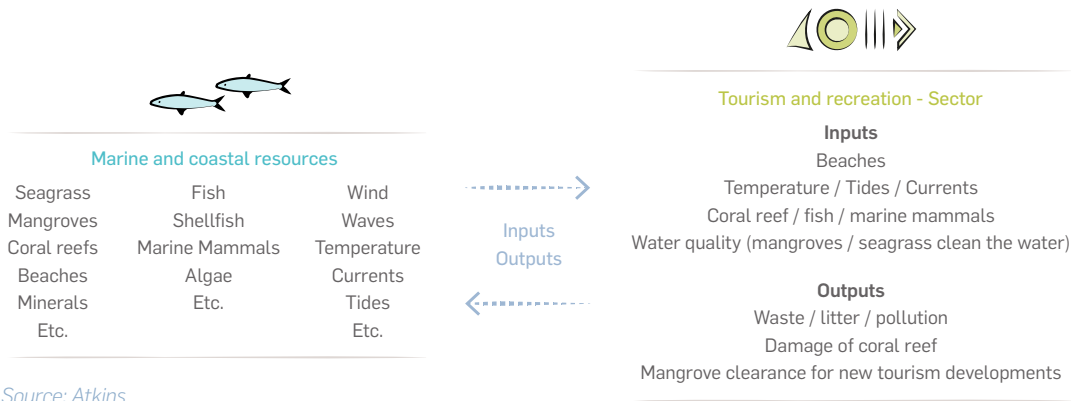 Marine and coastal resources
Seagrass
Mangroves
Coral reefs
Beaches
Minerals
Etc.
Fish
Shellfish
Marine Mammals
Algae
Etc.
Wind
Waves
Temperature
Currents
Tides
Etc.
Source: Atkins
Inputs
Outputs
Tourism and recreation - Sector
Inputs
Beaches
Temperature / Tides / Currents
Coral reef / fish / marine mammals
Water quality (mangroves / seagrass clean the water)
Outputs
Waste / litter / pollution
Damage of coral reef
Mangrove clearance for new tourism developments